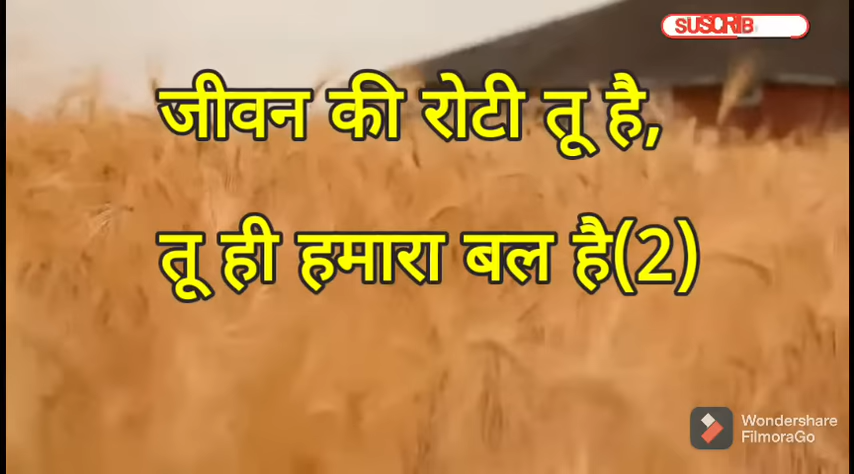 SUSCRIB
जीवन की रोटी तू है,
तू ही हमारा बल है(2)
Wondershare
FilmoraGo